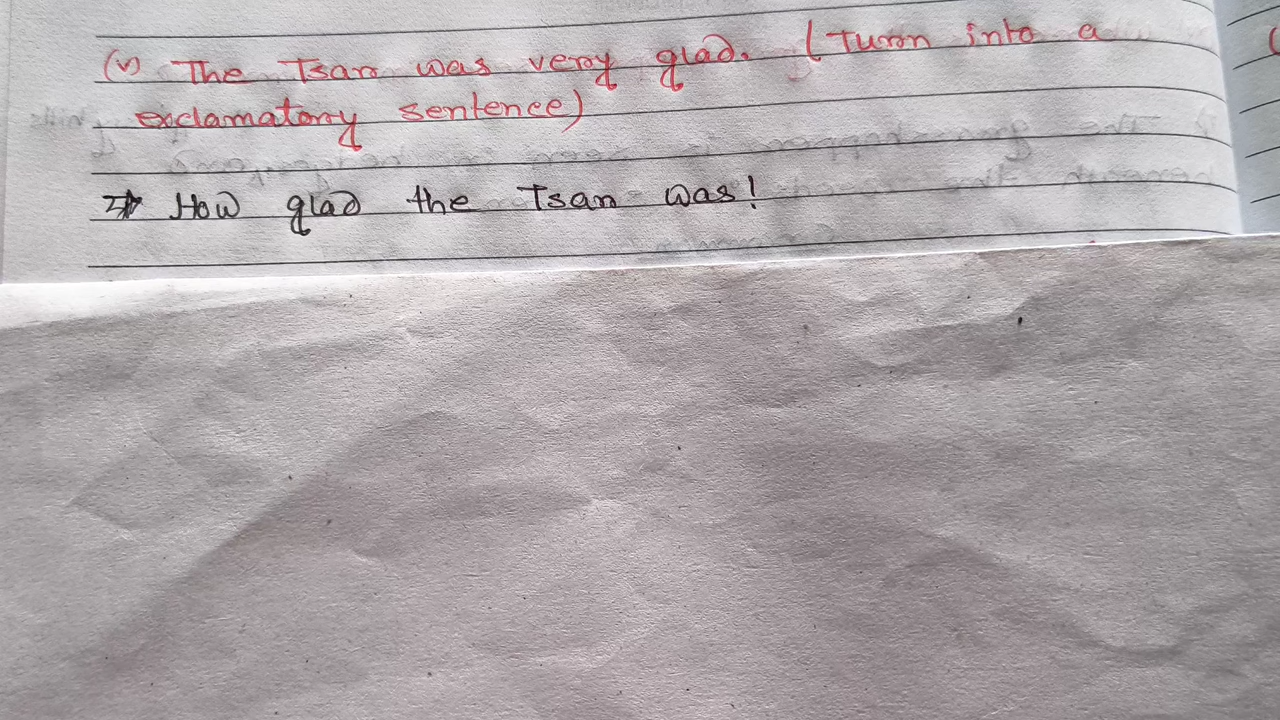 (v) The Tsar was very glad. (Turn into a
exclamatory sentence)
⇒ How glad the Tsar was!